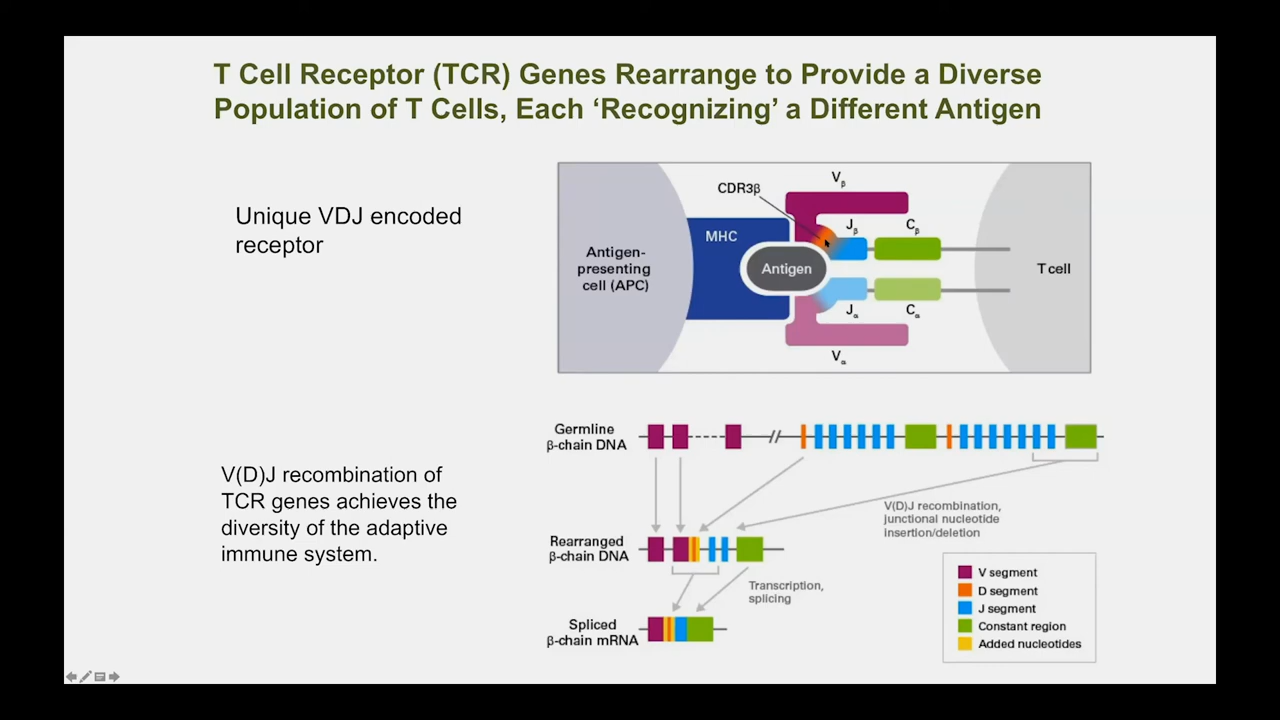 T Cell Receptor (TCR) Genes Rearrange to Provide a Diverse
Population of T Cells, Each ‘Recognizing’ a Different Antigen
Unique VDJ encoded
receptor
CDR3β
Vβ
MHC
Jβ
Cβ
Antigen-
presenting
cell (APC)
Antigen
T cell
Jα
Cα
Vα
Germline
β-chain DNA
V(D)J recombination of
TCR genes achieves the
diversity of the adaptive
immune system.
V(D)J recombination,
junctional nucleotide
insertion/deletion
Rearranged
β-chain DNA
Transcription,
splicing
Spliced
β-chain mRNA
V segment
D segment
J segment
Constant region
Added nucleotides